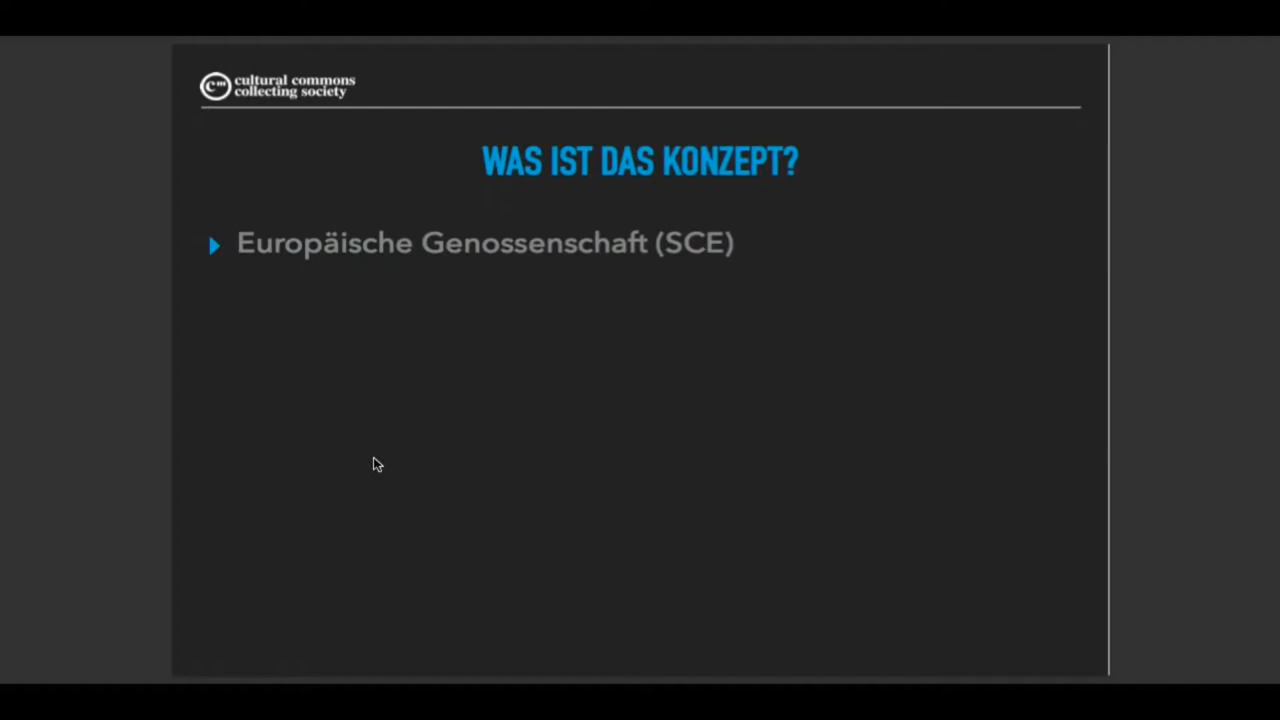 cultural commons
collecting society
WAS IST DAS KONZEPT?
Europäische Genossenschaft (SCE)